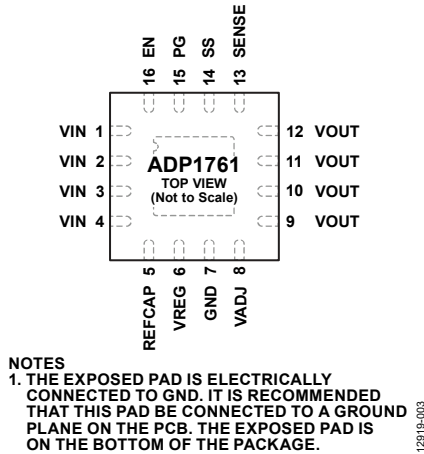 16 EN
15 PG
14 SS
13 SENSE
VIN 1
VIN 2
VIN 3
VIN 4
ADP1761
TOP VIEW
(Not to Scale)
12 VOUT
11 VOUT
10 VOUT
9 VOUT
REFCAP 5
VREG 6
GND 7
VADJ 8
NOTES
1. THE EXPOSED PAD IS ELECTRICALLY
CONNECTED TO GND. IT IS RECOMMENDED
THAT THIS PAD BE CONNECTED TO A GROUND
PLANE ON THE PCB. THE EXPOSED PAD IS
ON THE BOTTOM OF THE PACKAGE.
12919-003